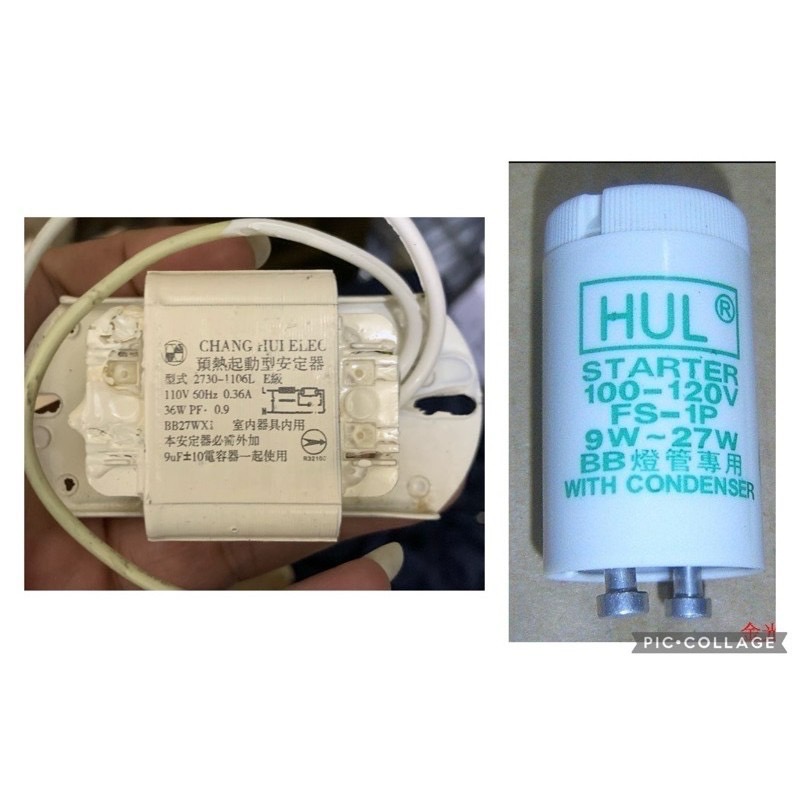 CHANG HUI ELEC
預熱起動型安定器
型式 2730-1106L E級
110V 60Hz 0.36A
36W PF· 0.9
BB27WX1 室內器具內用
本安定器必需外加
9uF±10電容器一起使用
HUL®
STARTER
100-120V
FS-1P
9W~27W
BB燈管專用
WITH CONDENSER
PIC•COLLAGE